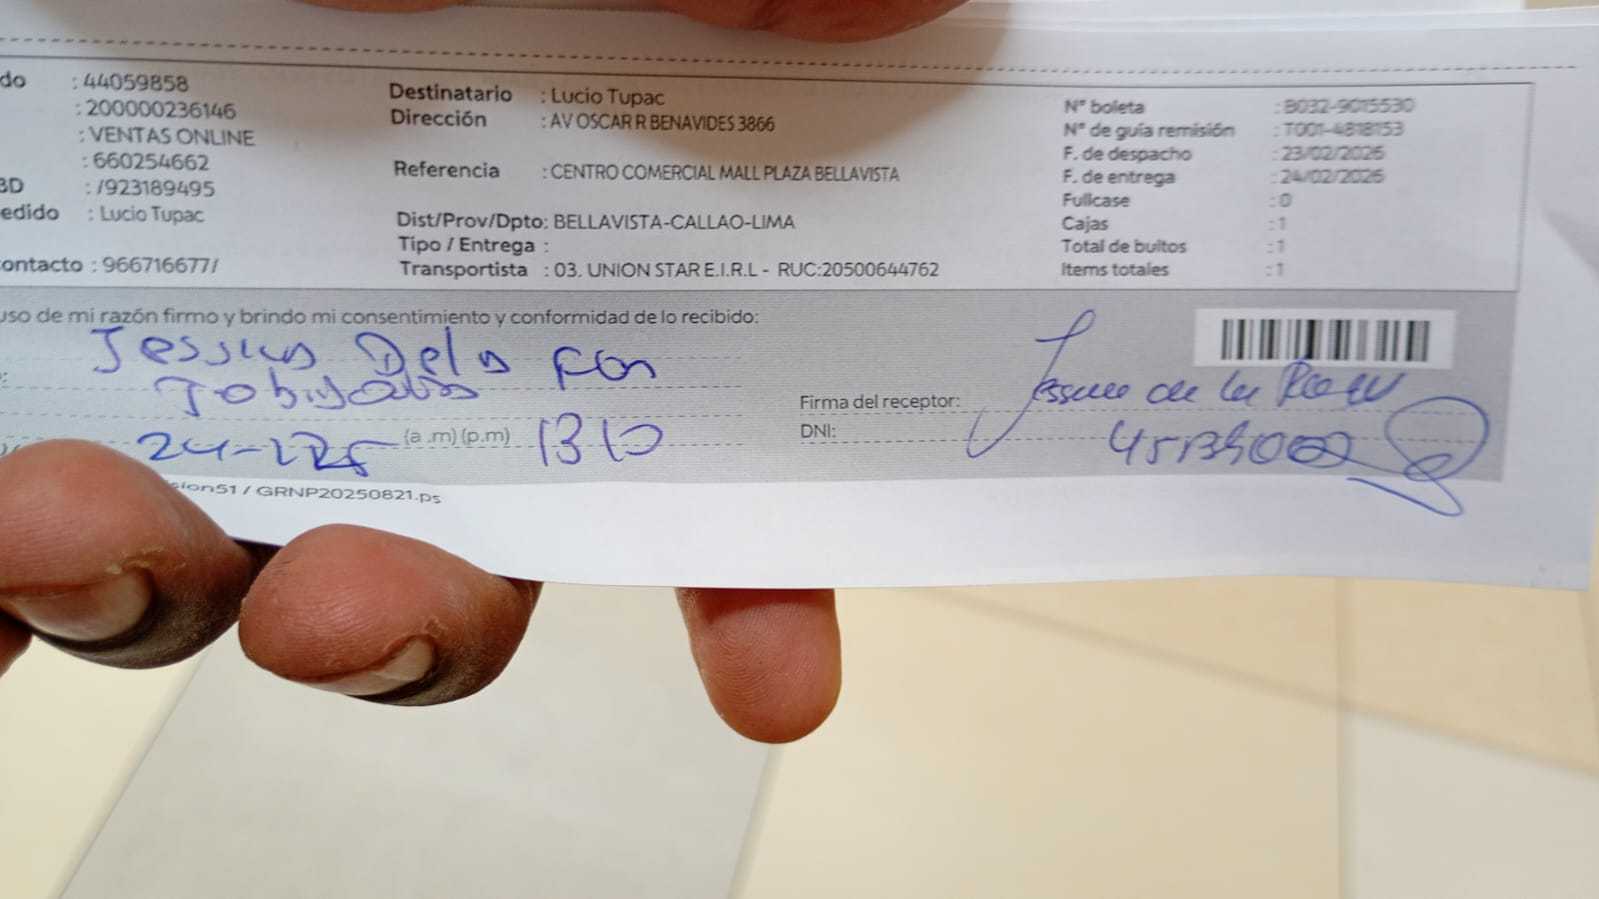 do : 44059858
: 200000236146
: VENTAS ONLINE
: 660254662
BD : /923189495
edido : Lucio Tupac
ontacto : 966716677/
Destinatario : Lucio Tupac
Dirección : AV OSCAR R BENAVIDES 3866
Referencia : CENTRO COMERCIAL MALL PLAZA BELLAVISTA
Dist/Prov/Dpto: BELLAVISTA-CALLAO-LIMA
Tipo / Entrega :
Transportista : 03. UNION STAR E.I.R.L - RUC:20500644762
N° boleta : B032-9015530
N° de guía remisión : T001-4818153
F. de despacho : 23/02/2026
F. de entrega : 24/02/2026
Fullcase : 0
Cajas : 1
Total de bultos : 1
Items totales : 1
uso de mi razón firmo y brindo mi consentimiento y conformidad de lo recibido:
Jessica Dela
(a .m) (p.m) 1310
Firma del receptor: de la
DNI:
sion51 / GRNP20250821.ps